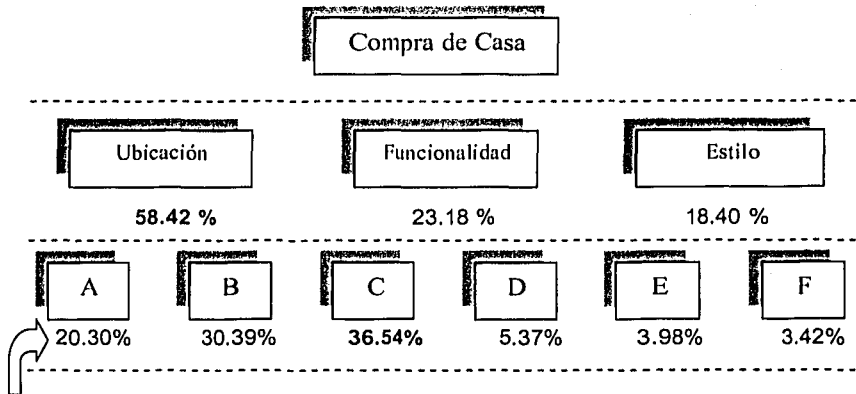 Compra de Casa
Ubicación Funcionalidad Estilo
58.42 % 23.18 % 18.40 %
A B C D E F
20.30% 30.39% 36.54% 5.37% 3.98% 3.42%